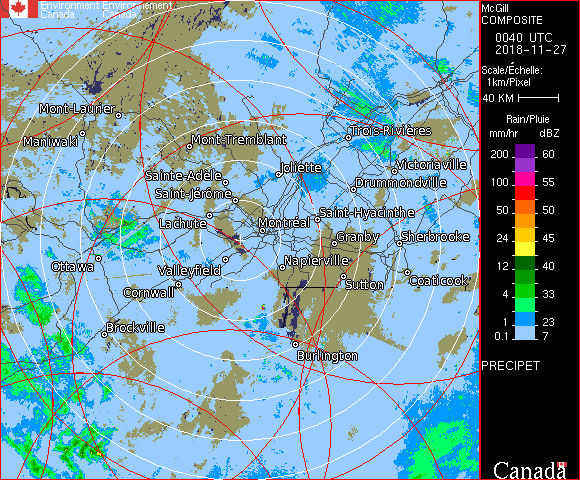 Environment Environnement
Canada Canada
McGill
COMPOSITE
0040 UTC
2018-11-27
Scale/Échelle:
1km/Pixel
40 KM
Rain/Pluie
mm/hr dBZ
200 60
100 55
50 50
24 45
12 40
4 33
1 23
0.1 7
PRECIPET
Canada
Mont-Laurier
Maniwaki
Mont-Tremblant
Trois-Rivières
Joliette
Victoriaville
Sainte-Adèle
Drummondville
Saint-Jérôme
Saint-Hyacinthe
Lachute
Montréal
Granby
Sherbrooke
Ottawa
Valleyfield
Napierville
Coaticook
Cornwall
Sutton
Brockville
Burlington